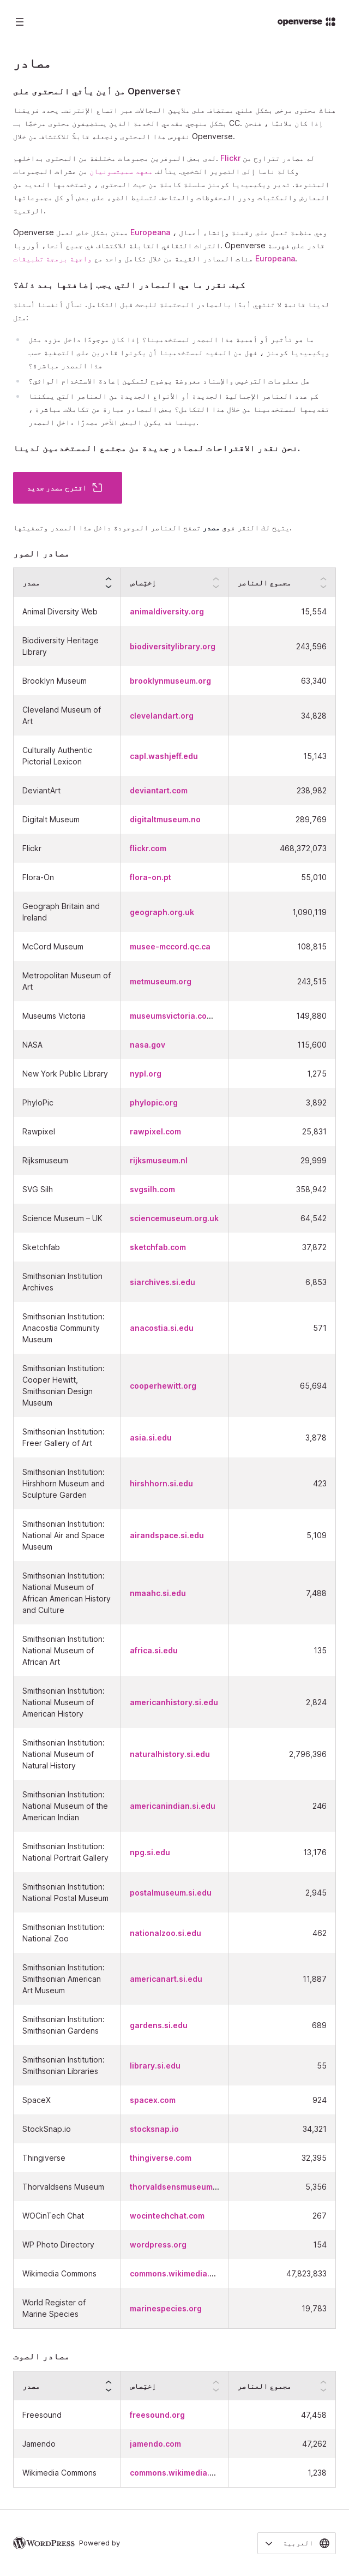 openverse
مصادر
من أين يأتي المحتوى على Openverse؟
هناك محتوى مرخص بشكل علني مستضاف على ملايين المجالات عبر اتساع الإنترنت. يحدد فريقنا
بشكل منهجي مقدمي الخدمة الذين يستضيفون محتوى مرخصًا بـ CC. إذا كان ملائمًا ، فنحن
نفهرس هذا المحتوى ونجعله قابلاً للاكتشاف من خلال Openverse.
لدى بعض الموفرين مجموعات مختلفة من المحتوى بداخلهم. Flickr له مصادر تتراوح من
وكالة ناسا إلى التصوير الشخصي. يتألف معهد سميثسونيان من عشرات المجموعات
المتنوعة. تدير ويكيميديا كومنز سلسلة كاملة من حيث المحتوى ، وتستخدمها العديد من
المعارض والمكتبات ودور المحفوظات والمتاحف لتسليط الضوء على بعض أو كل مجموعاتها
الرقمية.
Openverse ممتن بشكل خاص لعمل Europeana ، وهي منظمة تعمل على رقمنة وإنشاء أعمال
التراث الثقافي القابلة للاكتشاف في جميع أنحاء أوروبا. Openverse قادر على فهرسة
مئات المصادر القيمة من خلال تكامل واحد مع واجهة برمجة تطبيقات Europeana.
كيف نقرر ما هي المصادر التي يجب إضافتها بعد ذلك؟
لدينا قائمة لا تنتهي أبدًا بالمصادر المحتملة للبحث قبل التكامل. نسأل أنفسنا أسئلة
مثل:
ما هو تأثير أو أهمية هذا المصدر لمستخدمينا؟ إذا كان موجودًا داخل مزود مثل
ويكيميديا كومنز ، فهل من المفيد لمستخدمينا أن يكونوا قادرين على التصفية حسب
هذا المصدر مباشرة؟
هل معلومات الترخيص والإسناد معروضة بوضوح لتمكين إعادة الاستخدام الواثق؟
كم عدد العناصر الإجمالية الجديدة أو الأنواع الجديدة من العناصر التي يمكننا
تقديمها لمستخدمينا من خلال هذا التكامل؟ بعض المصادر عبارة عن تكاملات مباشرة ،
بينما قد يكون البعض الآخر مصدرًا داخل المصدر.
نحن نقدر الاقتراحات لمصادر جديدة من مجتمع المستخدمين لدينا.
اقترح مصدر جديد
يتيح لك النقر فوق مصدر تصفح العناصر الموجودة داخل هذا المصدر وتصفيتها.
مصادر الصور
مصدر إختِصاص مجموع العناصر
Animal Diversity Web animaldiversity.org 15,554
Biodiversity Heritage Library biodiversitylibrary.org 243,596
Brooklyn Museum brooklynmuseum.org 63,340
Cleveland Museum of Art clevelandart.org 34,828
Culturally Authentic Pictorial Lexicon capl.washjeff.edu 15,143
DeviantArt deviantart.com 238,982
Digitalt Museum digitaltmuseum.no 289,769
Flickr flickr.com 468,372,073
Flora-On flora-on.pt 55,010
Geograph Britain and Ireland geograph.org.uk 1,090,119
McCord Museum musee-mccord.qc.ca 108,815
Metropolitan Museum of Art metmuseum.org 243,515
Museums Victoria museumsvictoria.co... 149,880
NASA nasa.gov 115,600
New York Public Library nypl.org 1,275
PhyloPic phylopic.org 3,892
Rawpixel rawpixel.com 25,831
Rijksmuseum rijksmuseum.nl 29,999
SVG Silh svgsilh.com 358,942
Science Museum – UK sciencemuseum.org.uk 64,542
Sketchfab sketchfab.com 37,872
Smithsonian Institution Archives siarchives.si.edu 6,853
Smithsonian Institution: Anacostia Community Museum anacostia.si.edu 571
Smithsonian Institution: Cooper Hewitt, Smithsonian Design Museum cooperhewitt.org 65,694
Smithsonian Institution: Freer Gallery of Art asia.si.edu 3,878
Smithsonian Institution: Hirshhorn Museum and Sculpture Garden hirshhorn.si.edu 423
Smithsonian Institution: National Air and Space Museum airandspace.si.edu 5,109
Smithsonian Institution: National Museum of African American History and Culture nmaahc.si.edu 7,488
Smithsonian Institution: National Museum of African Art africa.si.edu 135
Smithsonian Institution: National Museum of American History americanhistory.si.edu 2,824
Smithsonian Institution: National Museum of Natural History naturalhistory.si.edu 2,796,396
Smithsonian Institution: National Museum of the American Indian americanindian.si.edu 246
Smithsonian Institution: National Portrait Gallery npg.si.edu 13,176
Smithsonian Institution: National Postal Museum postalmuseum.si.edu 2,945
Smithsonian Institution: National Zoo nationalzoo.si.edu 462
Smithsonian Institution: Smithsonian American Art Museum americanart.si.edu 11,887
Smithsonian Institution: Smithsonian Gardens gardens.si.edu 689
Smithsonian Institution: Smithsonian Libraries library.si.edu 55
SpaceX spacex.com 924
StockSnap.io stocksnap.io 34,321
Thingiverse thingiverse.com 32,395
Thorvaldsens Museum thorvaldsensmuseum... 5,356
WOCinTech Chat wocintechchat.com 267
WP Photo Directory wordpress.org 154
Wikimedia Commons commons.wikimedia.... 47,823,833
World Register of Marine Species marinespecies.org 19,783
مصادر الصوت
مصدر إختِصاص مجموع العناصر
Freesound freesound.org 47,458
Jamendo jamendo.com 47,262
Wikimedia Commons commons.wikimedia.... 1,238
WORDPRESS Powered by
العربية